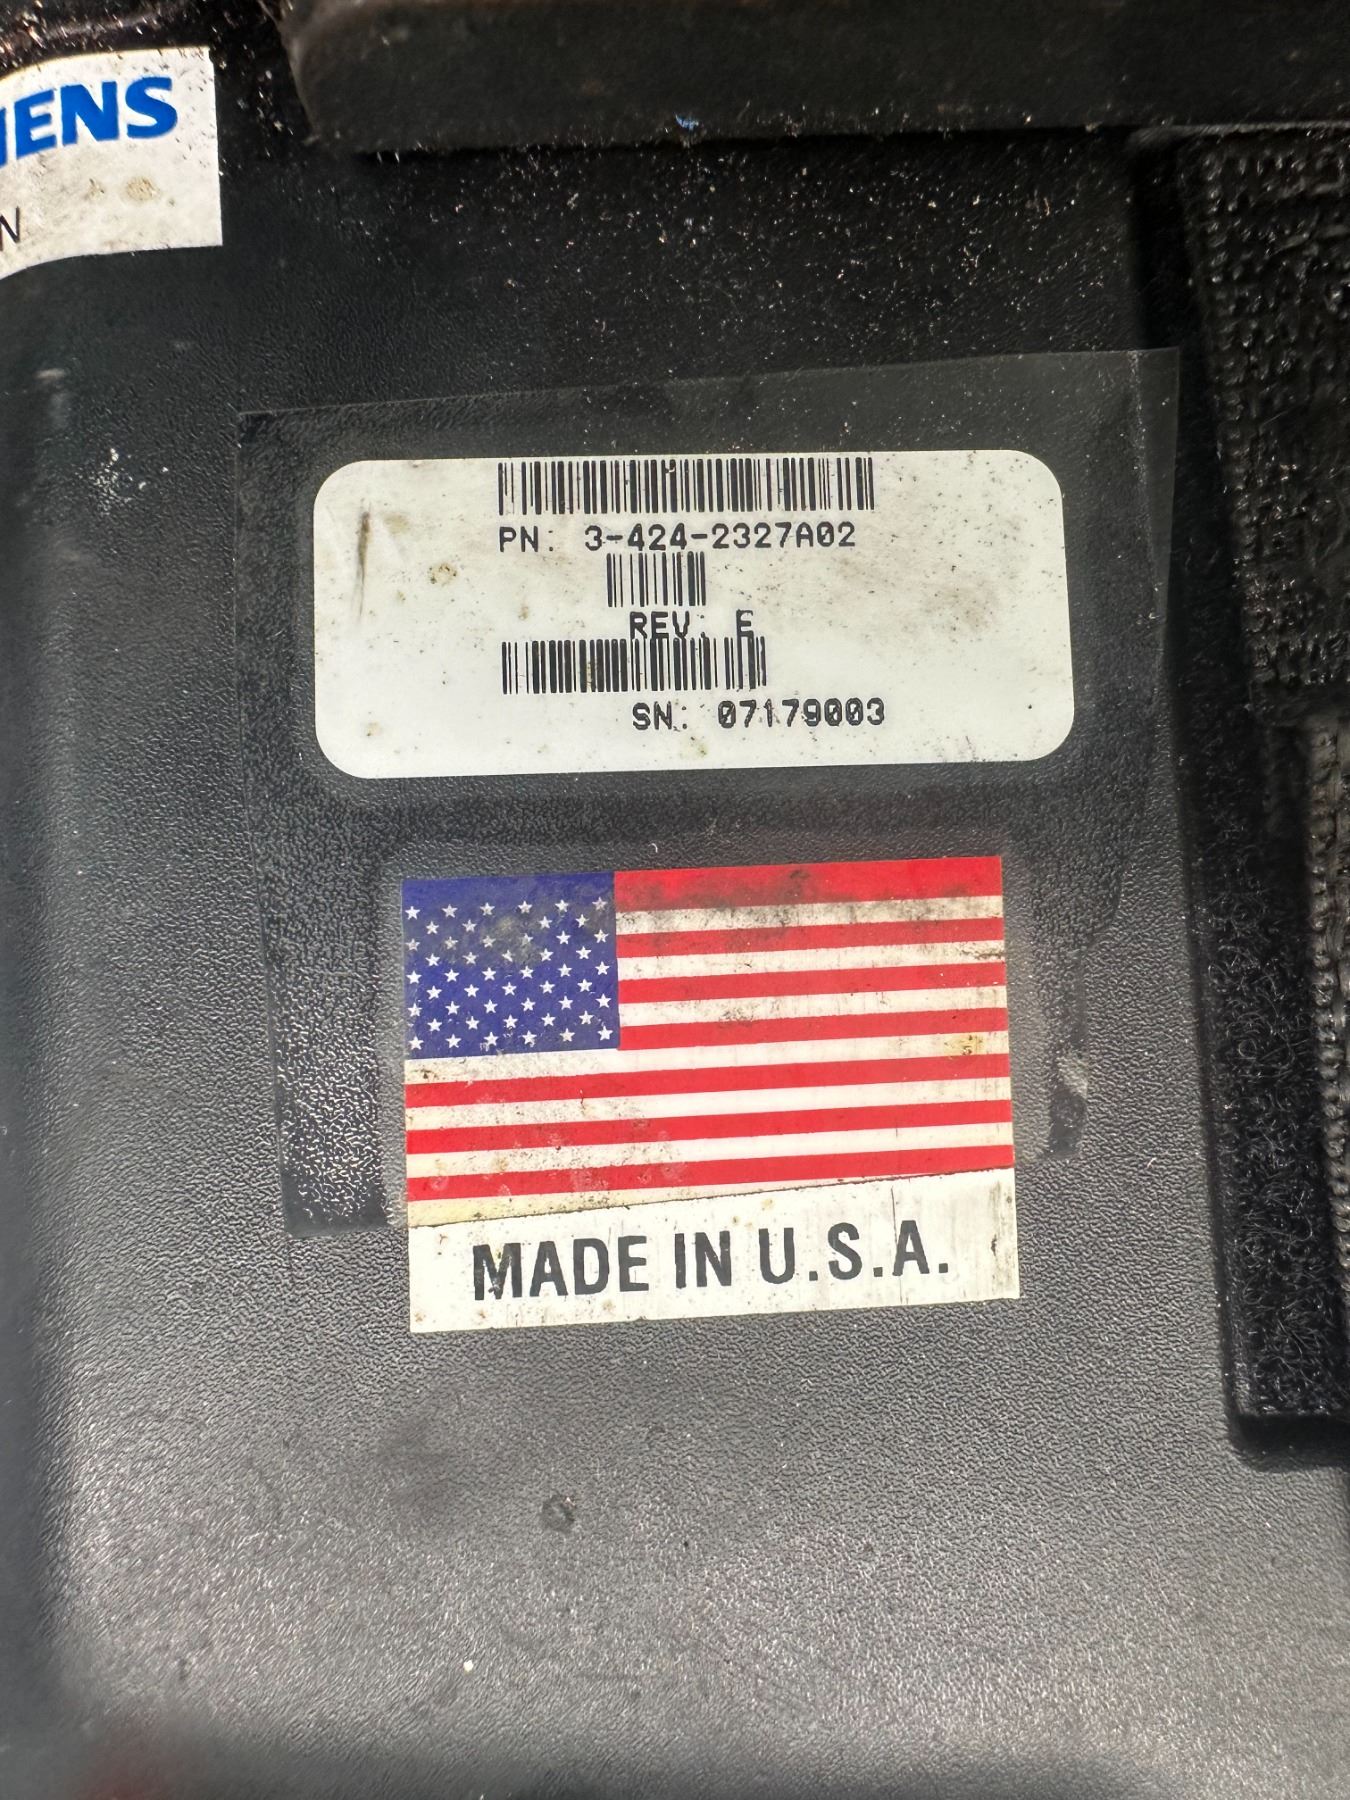 IENS
N
PN: 3-424-2327A02
REV. E
SN: 07179003
MADE IN U.S.A.